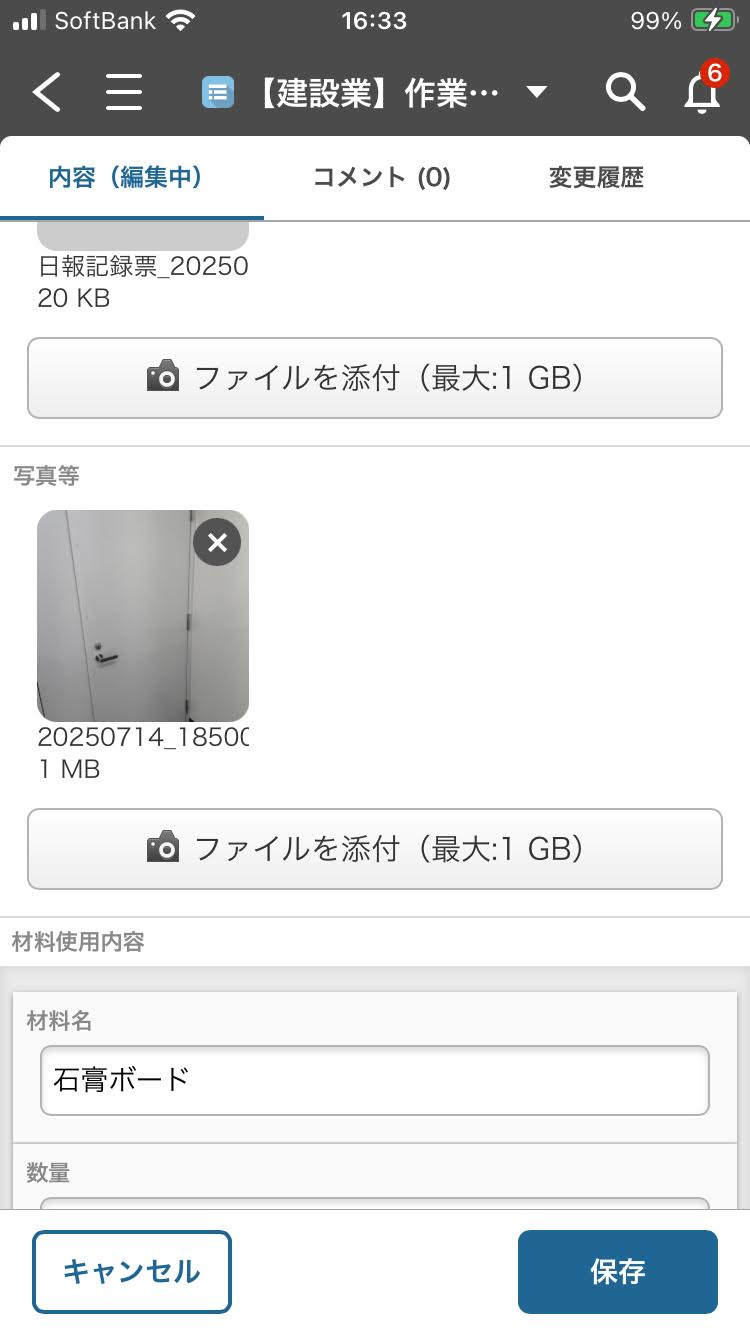 SoftBank
16:33
99%
【建設業】作業…
6
内容（編集中）
コメント (0)
変更履歴
日報記録票_20250
20 KB
ファイルを添付（最大:1 GB）
写真等
20250714_1850
1 MB
ファイルを添付（最大:1 GB）
材料使用内容
材料名
石膏ボード
数量
キャンセル
保存